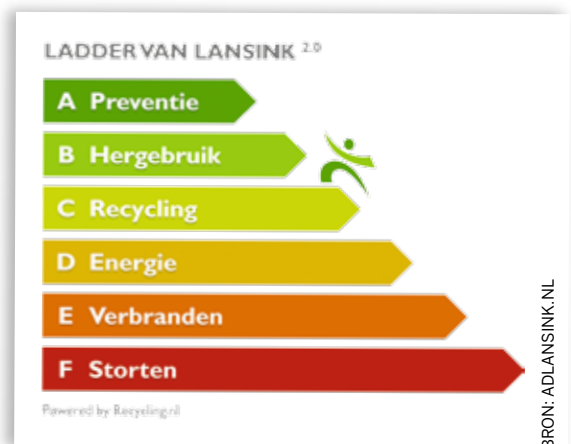 LADDER VAN LANSINK 2.0
A Preventie
B Hergebruik
C Recycling
D Energie
E Verbranden
F Storten
Powered by Recycling.nl
BRON: ADLANSINK.NL